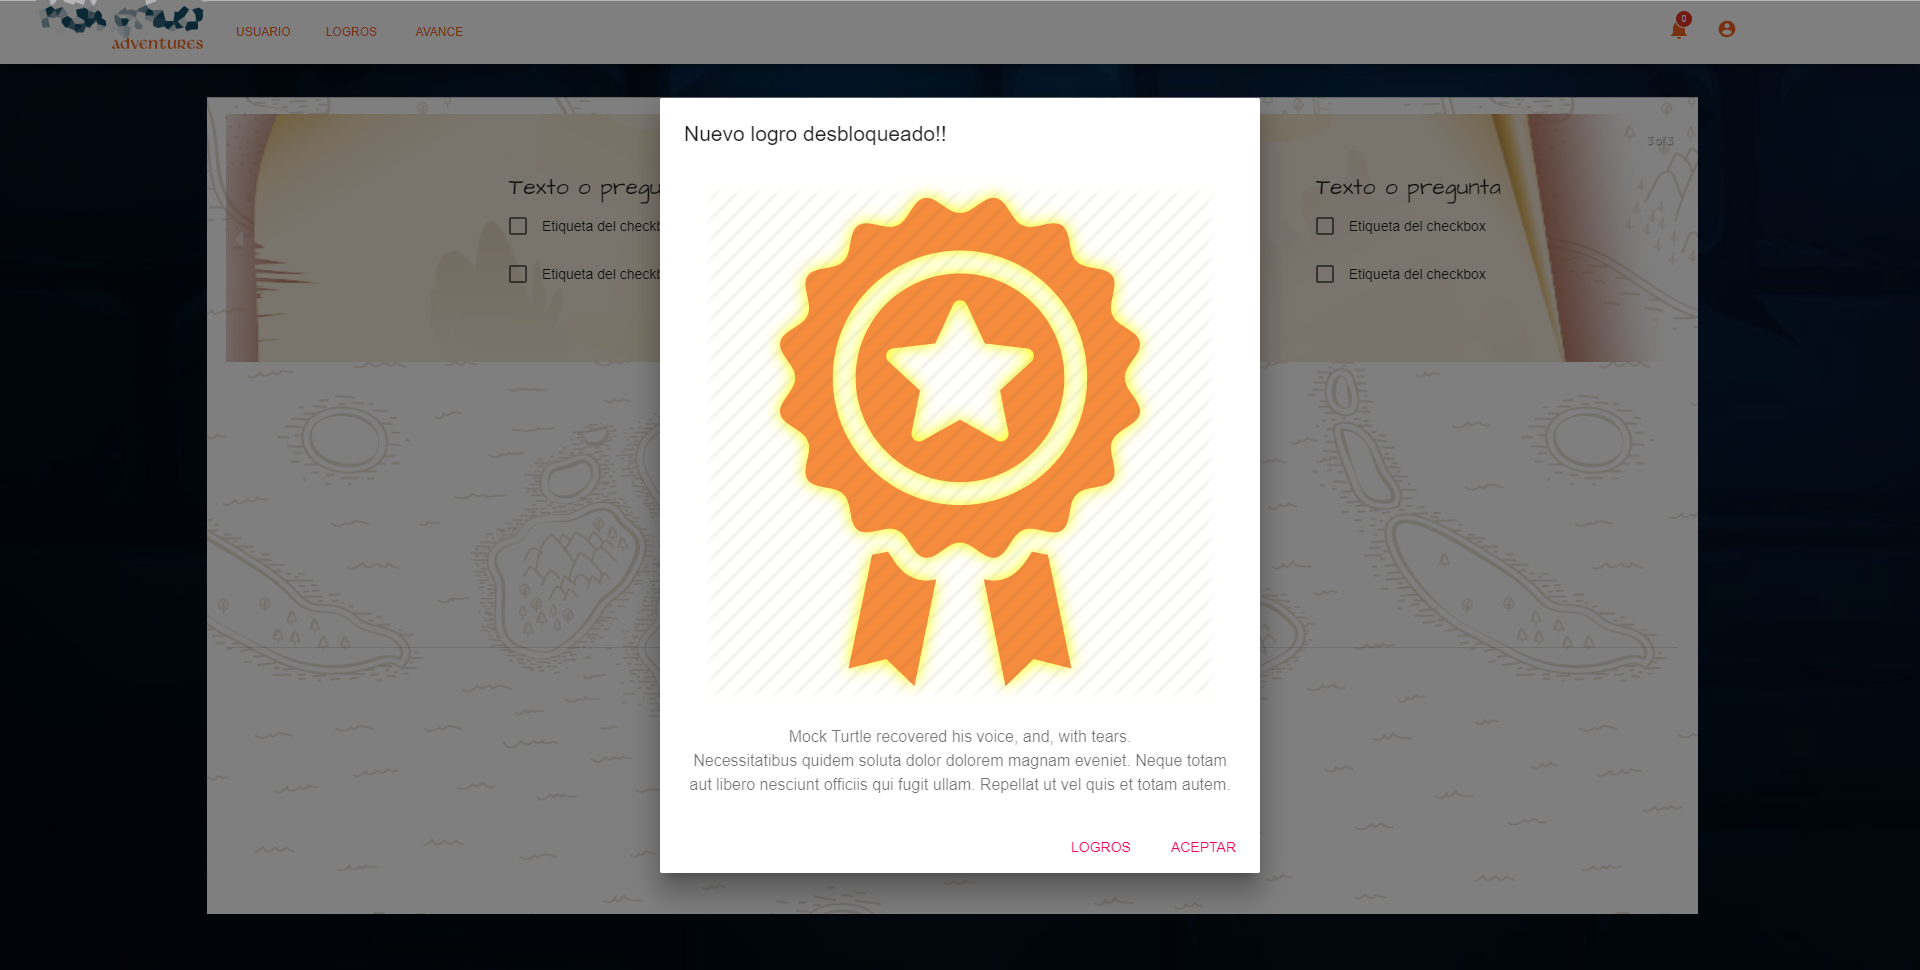 adventures
USUARIO
LOGROS
AVANCE
0
Nuevo logro desbloqueado!!
3 of 3
Texto o pregu
Etiqueta del checkb
Etiqueta del checkb
Texto o pregunta
Etiqueta del checkbox
Etiqueta del checkbox
Mock Turtle recovered his voice, and, with tears.
Necessitatibus quidem soluta dolor dolorem magnam eveniet. Neque totam
aut libero nesciunt officiis qui fugit ullam. Repellat ut vel quis et totam autem.
LOGROS
ACEPTAR